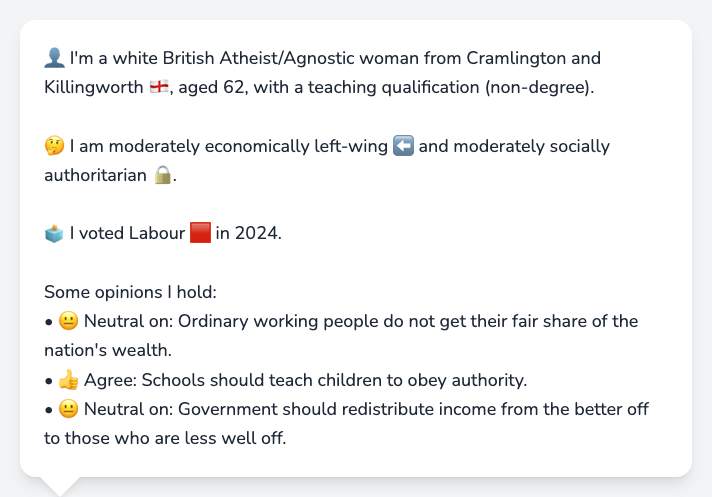 👤 I'm a white British Atheist/Agnostic woman from Cramlington and
Killingworth 🏴󠁧󠁢󠁥󠁮󠁧󠁿, aged 62, with a teaching qualification (non-degree).
🤔 I am moderately economically left-wing ⬅️ and moderately socially
authoritarian 🔒.
🗳️ I voted Labour 🟥 in 2024.
Some opinions I hold:
• 😐 Neutral on: Ordinary working people do not get their fair share of the
nation's wealth.
• 👍 Agree: Schools should teach children to obey authority.
• 😐 Neutral on: Government should redistribute income from the better off
to those who are less well off.